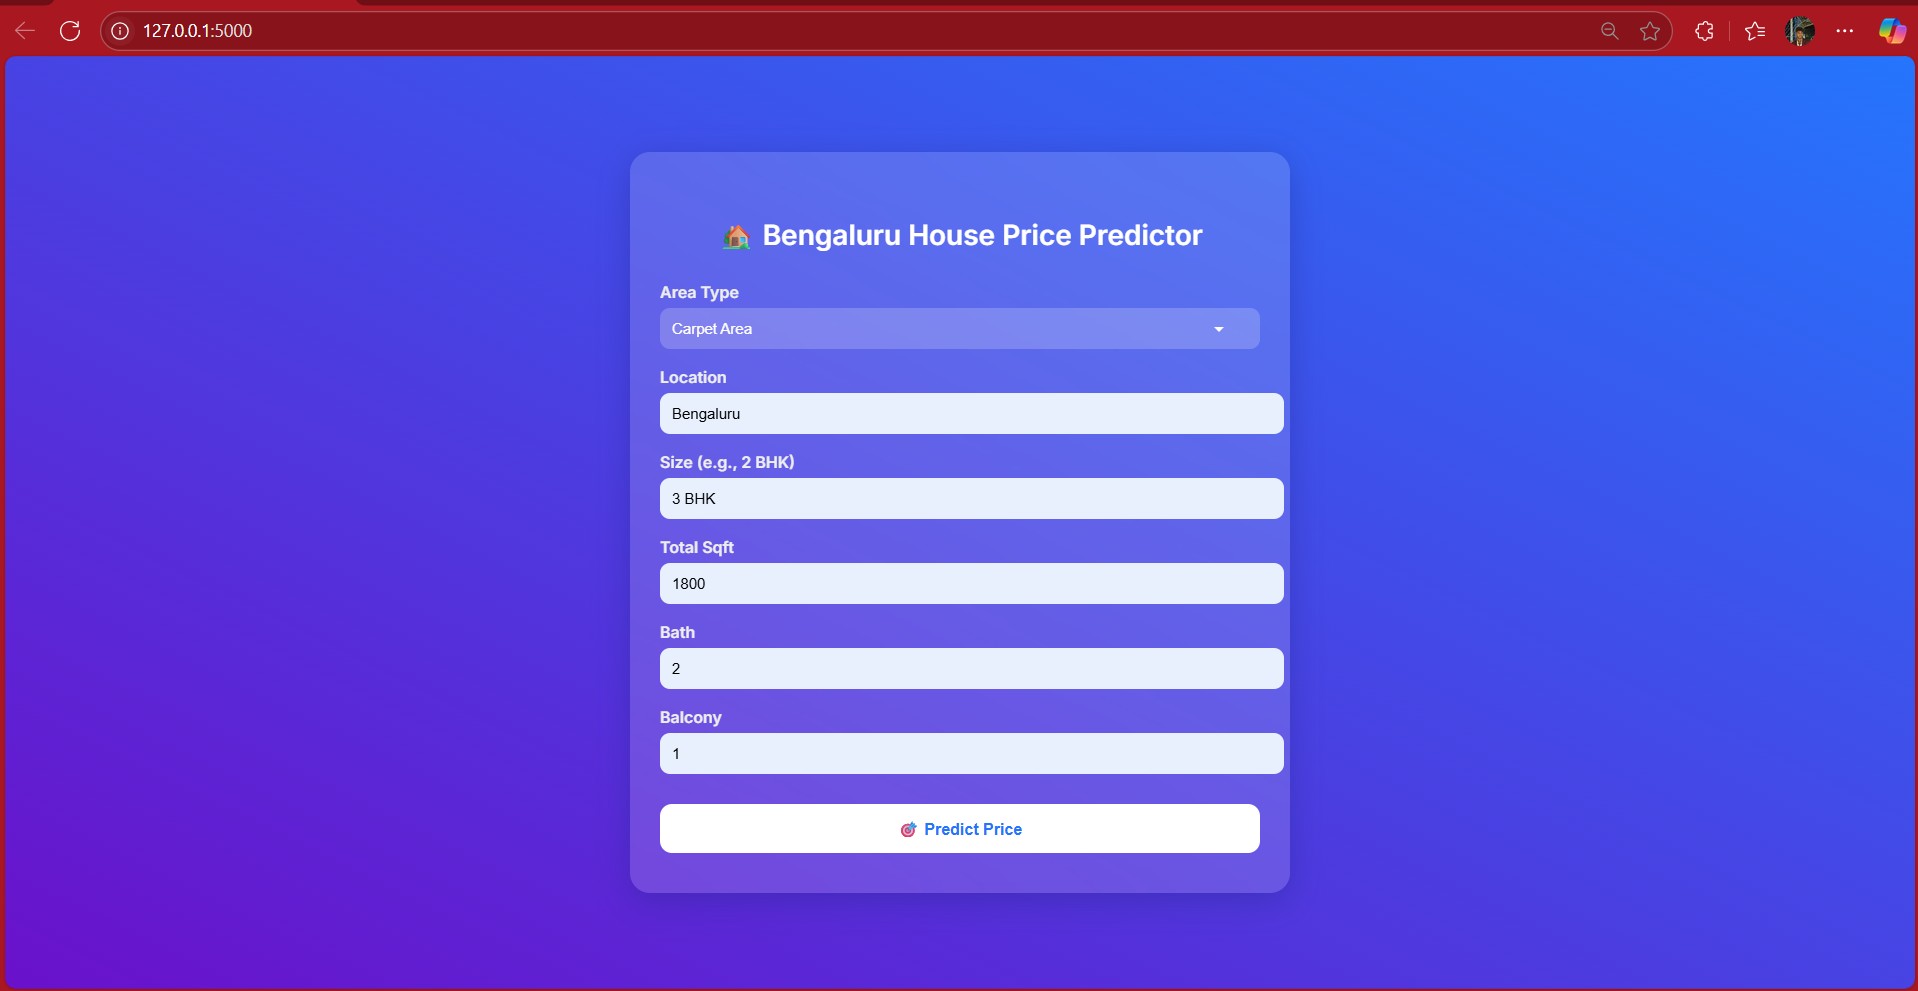 127.0.0.1:5000
🏡 Bengaluru House Price Predictor
Area Type
Carpet Area
Location
Bengaluru
Size (e.g., 2 BHK)
3 BHK
Total Sqft
1800
Bath
2
Balcony
1
🎯 Predict Price